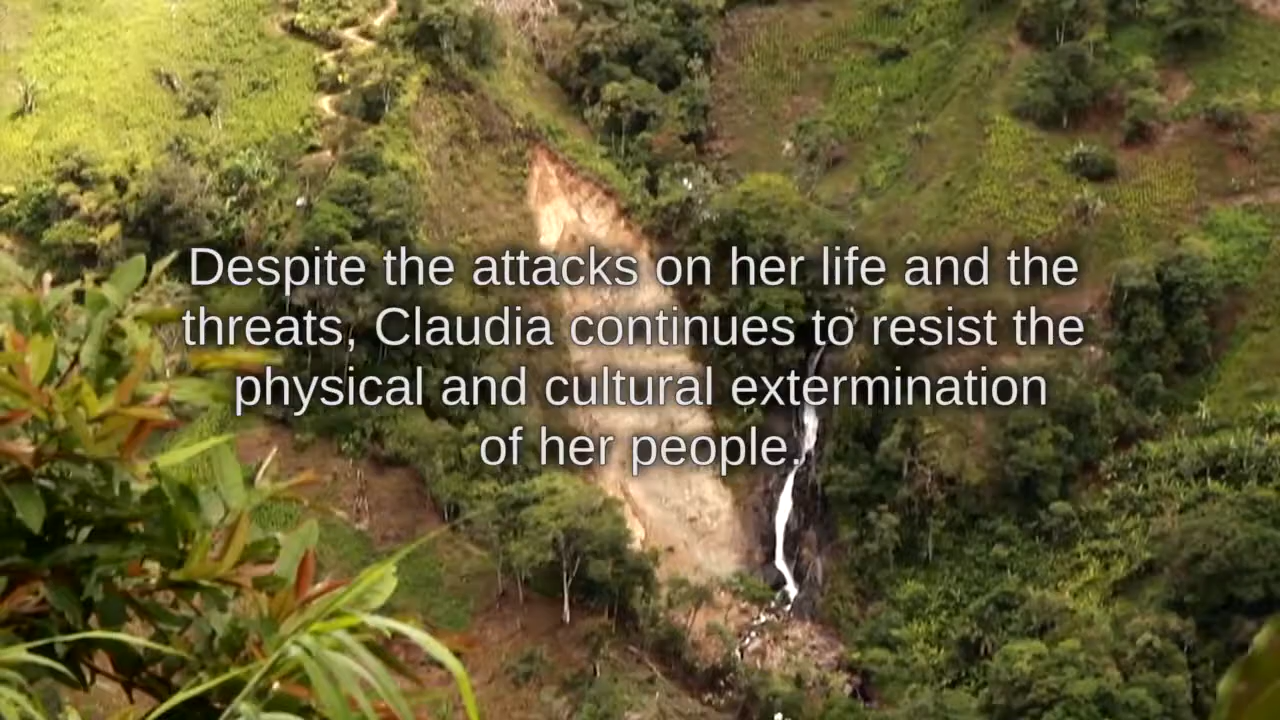 Despite the attacks on her life and the
threats, Claudia continues to resist the
physical and cultural extermination
of her people.